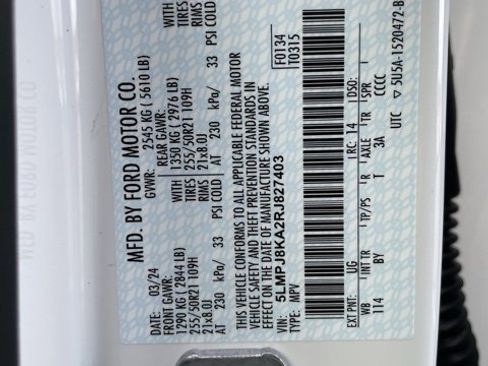 MFD. BY FORD MOTOR CO.
DATE: 03/24
GVWR:
2545 KG ( 5610 LB)
FRONT GAWR:
REAR GAWR:
1290 KG ( 2844 LB)
1350 KG ( 2976 LB)
WITH
TIRES
RIMS
255/50R21 109H
255/50R21 109H
21x8.0J
21x8.0J
AT 230 kPa/ 33 PSI COLD
AT 230 kPa/ 33 PSI COLD
THIS VEHICLE CONFORMS TO ALL APPLICABLE FEDERAL MOTOR
VEHICLE SAFETY AND THEFT PREVENTION STANDARDS IN
EFFECT ON THE DATE OF MANUFACTURE SHOWN ABOVE.
VIN: 5LMPJ8KA2RJ827403
TYPE: MPV
F0134
T0315
EXT PNT: UG RC: 14 DSO:
WB INT TR TP/PS R AXLE TR SPR
114 BY T 3A CCCC
UTC ▽ 5U5A-1520472-B